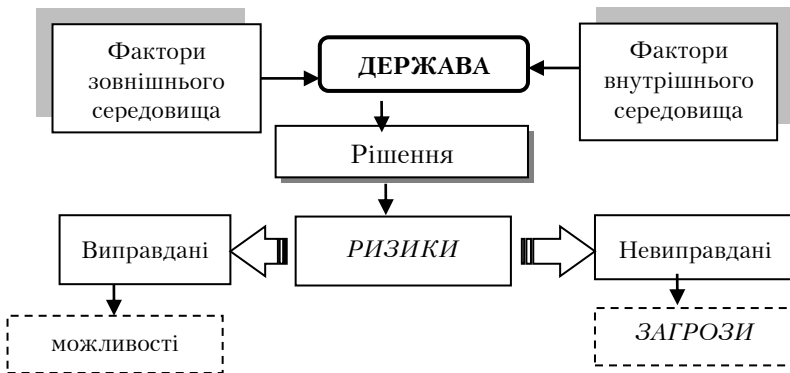 Фактори
зовнішнього
середовища
ДЕРЖАВА
Фактори
внутрішнього
середовища
Рішення
Виправдані
РИЗИКИ
Невиправдані
можливості
ЗАГРОЗИ